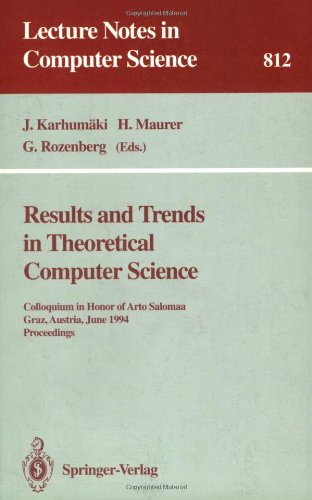 Lecture Notes in
Computer Science 812
J. Karhumäki H. Maurer
G. Rozenberg (Eds.)
Results and Trends
in Theoretical
Computer Science
Colloquium in Honor of Arto Salomaa
Graz, Austria, June 1994
Proceedings
Springer-Verlag